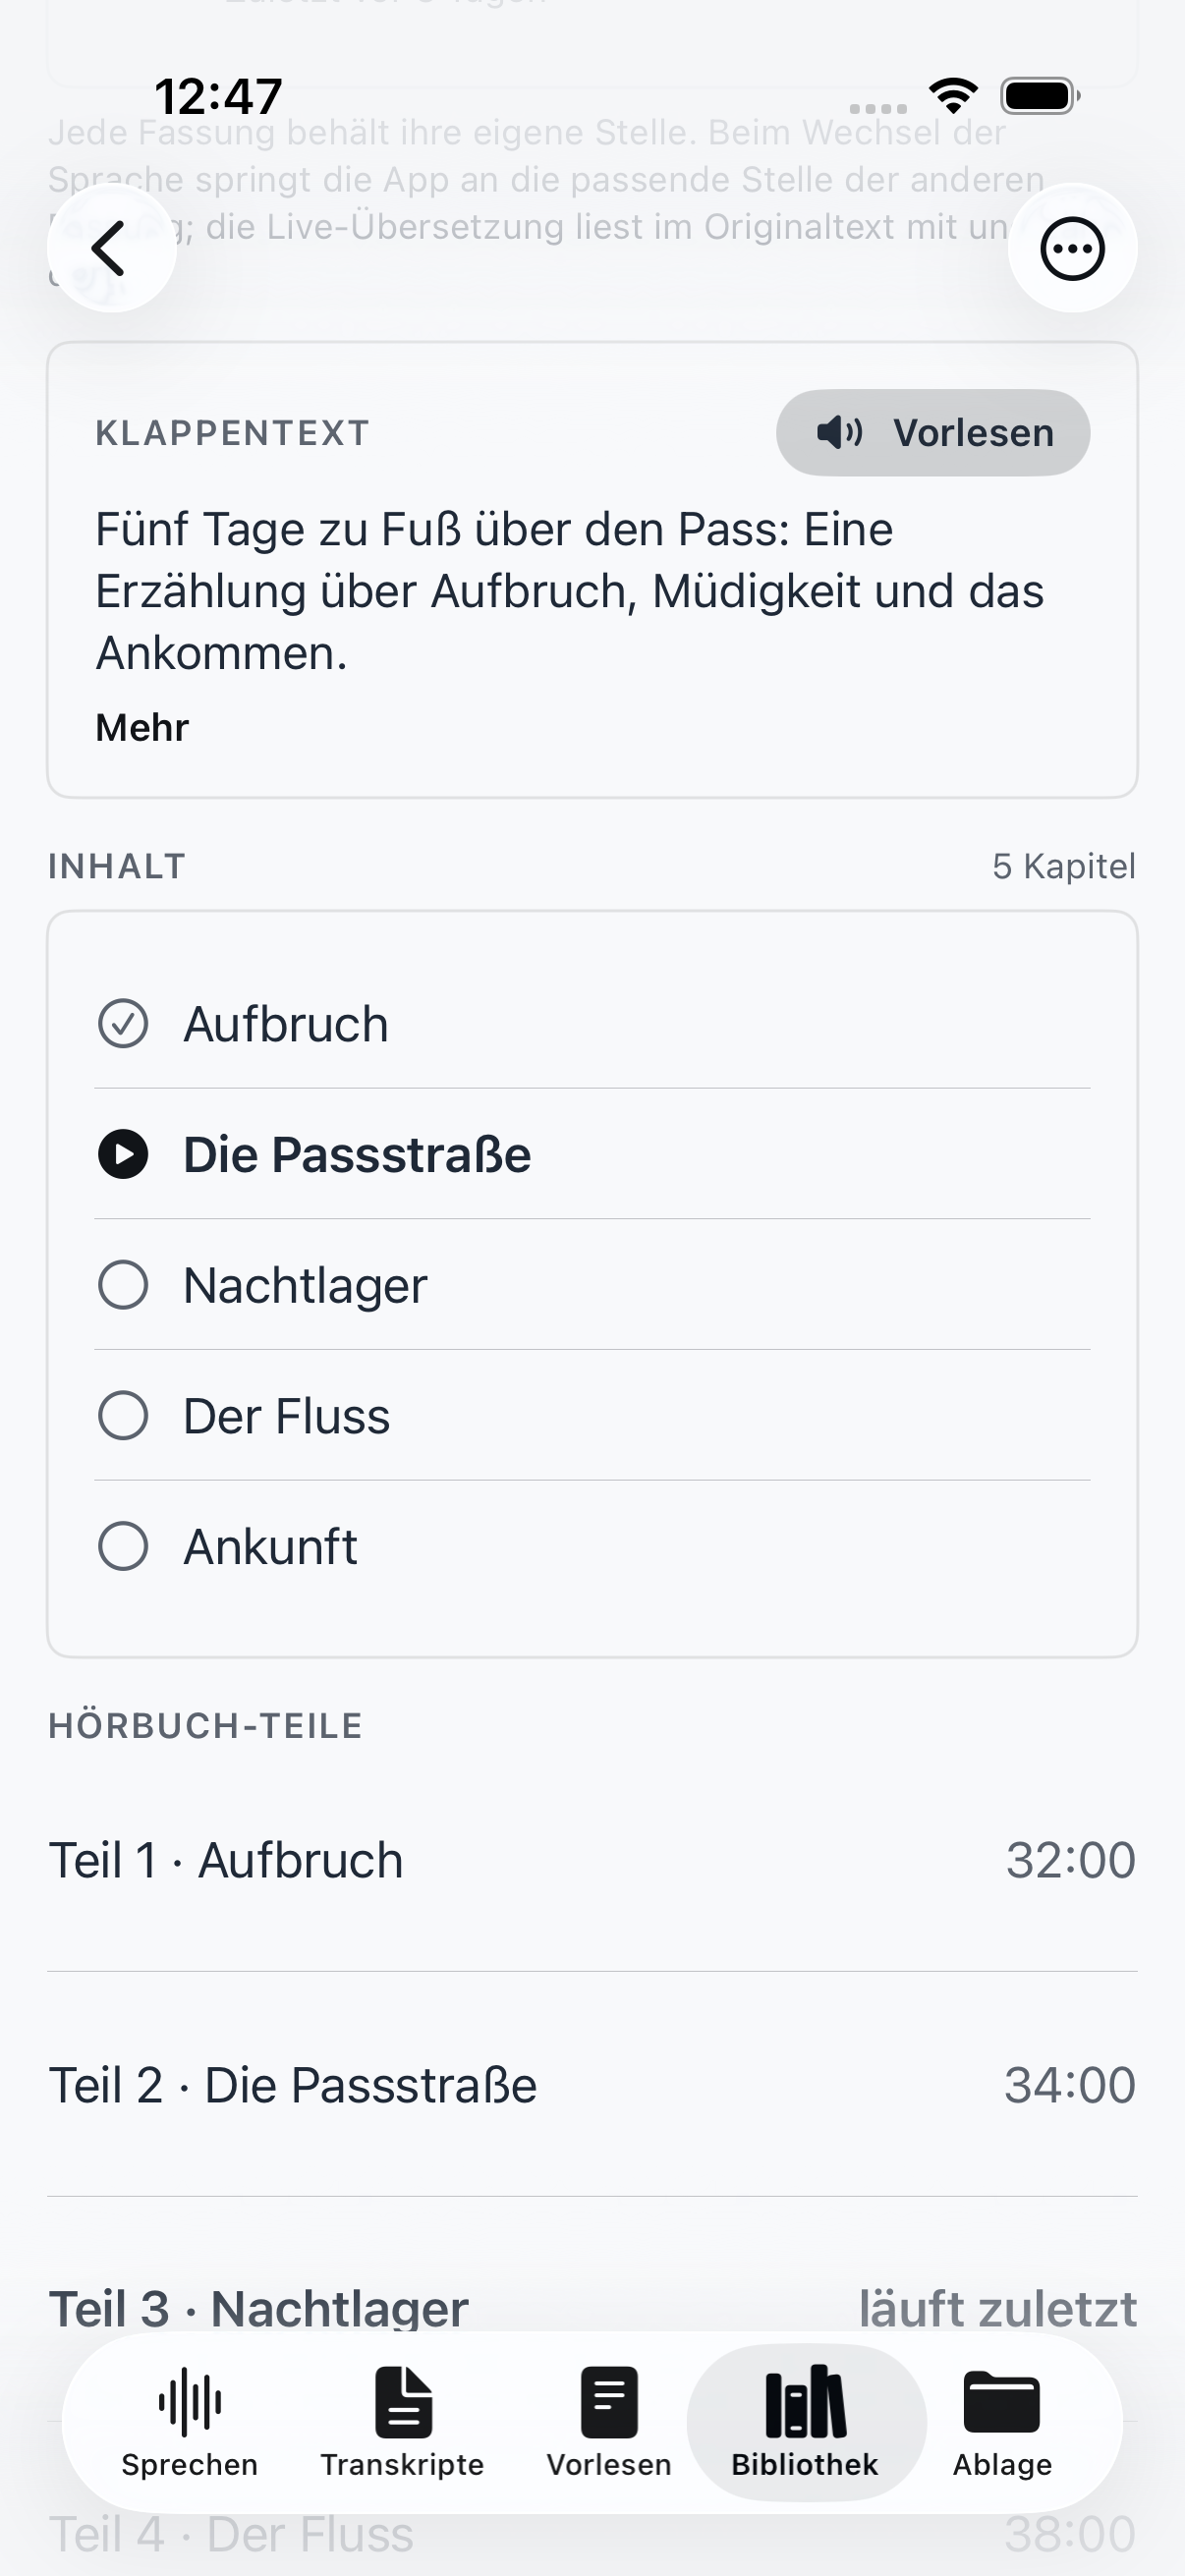 12:47
Jede Fassung behält ihre eigene Stelle. Beim Wechsel der
Sprache springt die App an die passende Stelle der anderen
die Live-Übersetzung liest im Originaltext mit
KLAPPENTEXT
Vorlesen
Fünf Tage zu Fuß über den Pass: Eine
Erzählung über Aufbruch, Müdigkeit und das
Ankommen.
Mehr
INHALT
5 Kapitel
Aufbruch
Die Passstraße
Nachtlager
Der Fluss
Ankunft
HÖRBUCH-TEILE
Teil 1 · Aufbruch
32:00
Teil 2 · Die Passstraße
34:00
Teil 3 · Nachtlager
läuft zuletzt
Sprechen
Transkripte
Vorlesen
Bibliothek
Ablage
Teil 4 · Der Fluss
38:00